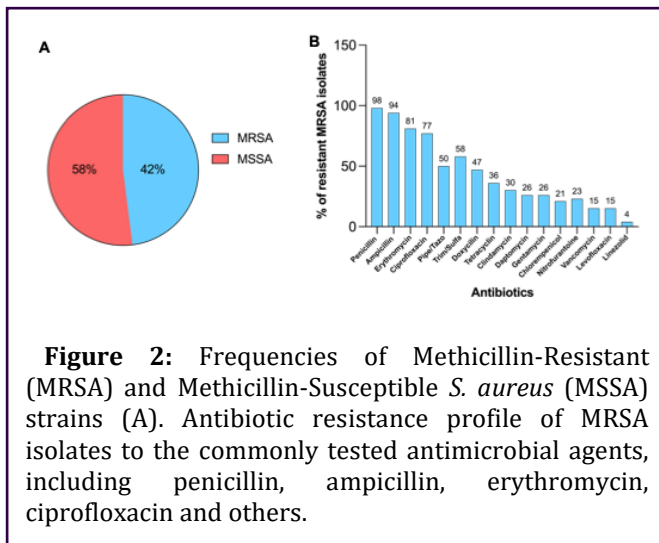 A
58%
42%
MRSA
MSSA
B
% of resistant MRSA isolates
150
100
50
0
98
94
81
77
50
58
47
36
30
26
26
21
23
15
15
4
Penicillin
Ampicillin
Erythromycin
Ciprofloxacin
Pipe/Tazo
Trim/Sulfa
Doxycilin
Tetracyclin
Clindamycin
Daptomycin
Gentamycin
Chlorempenicol
Nitrofurantoine
Vancomycin
Levofloxacin
Linazolid
Antibiotics
Figure 2: Frequencies of Methicillin-Resistant
(MRSA) and Methicillin-Susceptible S. aureus (MSSA)
strains (A). Antibiotic resistance profile of MRSA
isolates to the commonly tested antimicrobial agents,
including penicillin, ampicillin, erythromycin,
ciprofloxacin and others.